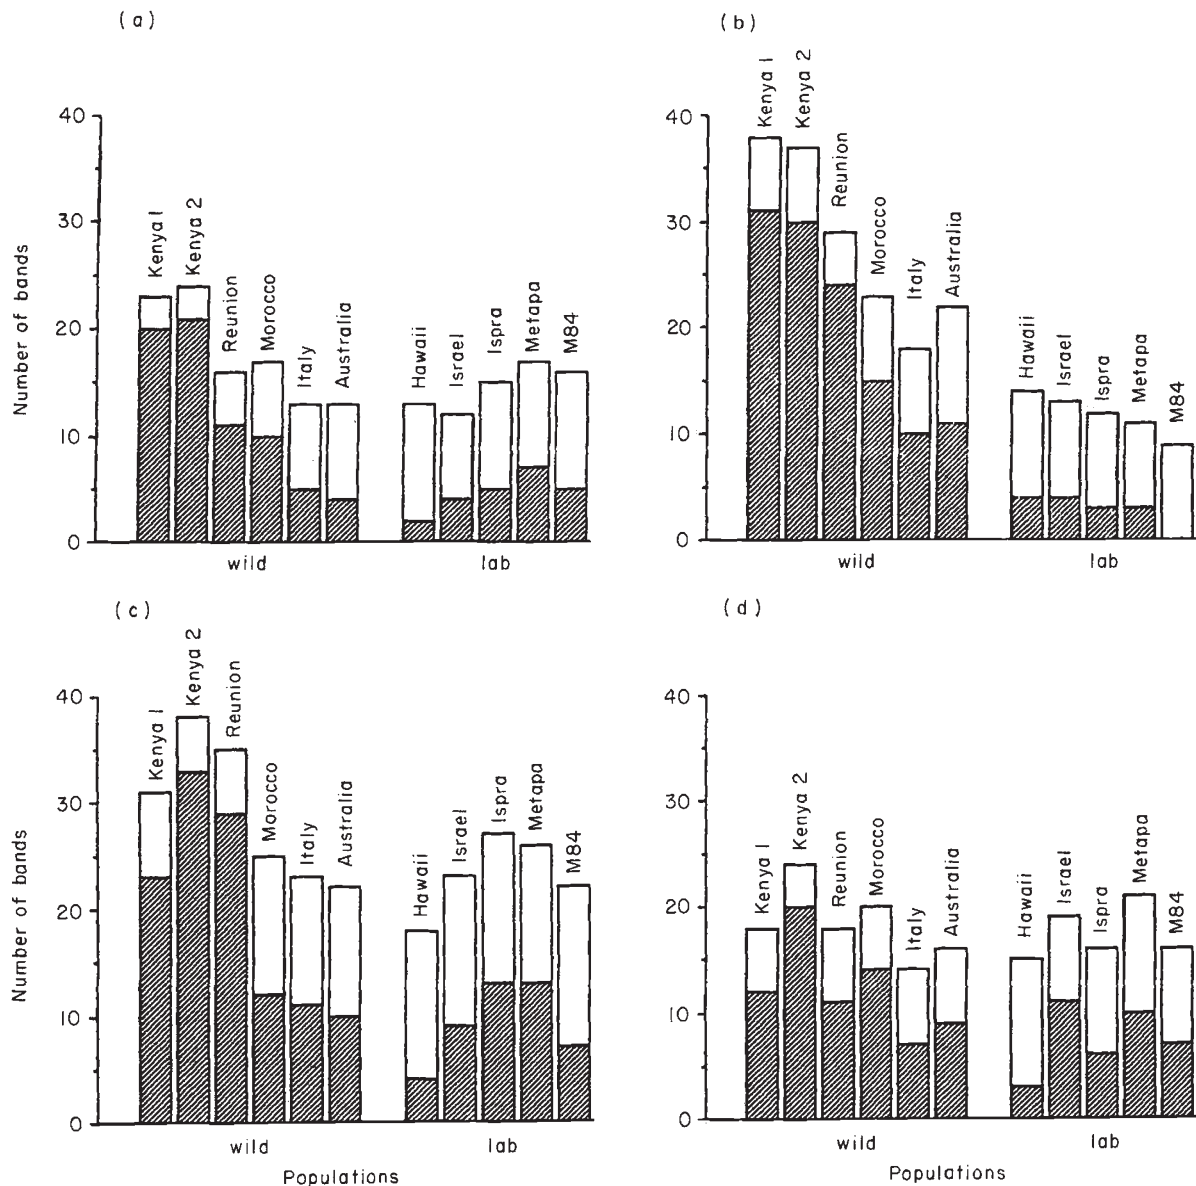 (a)
Number of bands
40
30
20
10
0
Kenya 1
Kenya 2
Reunion
Morocco
Italy
Australia
Hawaii
Israel
Ispra
Metapa
M84
wild
lab
(b)
40
30
20
10
0
Kenya 1
Kenya 2
Reunion
Morocco
Italy
Australia
Hawaii
Israel
Ispra
Metapa
M84
wild
lab
(c)
Number of bands
40
30
20
10
0
Kenya 1
Kenya 2
Reunion
Morocco
Italy
Australia
Hawaii
Israel
Ispra
Metapa
M84
wild
lab
Populations
(d)
40
30
20
10
0
Kenya 1
Kenya 2
Reunion
Morocco
Italy
Australia
Hawaii
Israel
Ispra
Metapa
M84
wild
lab
Populations